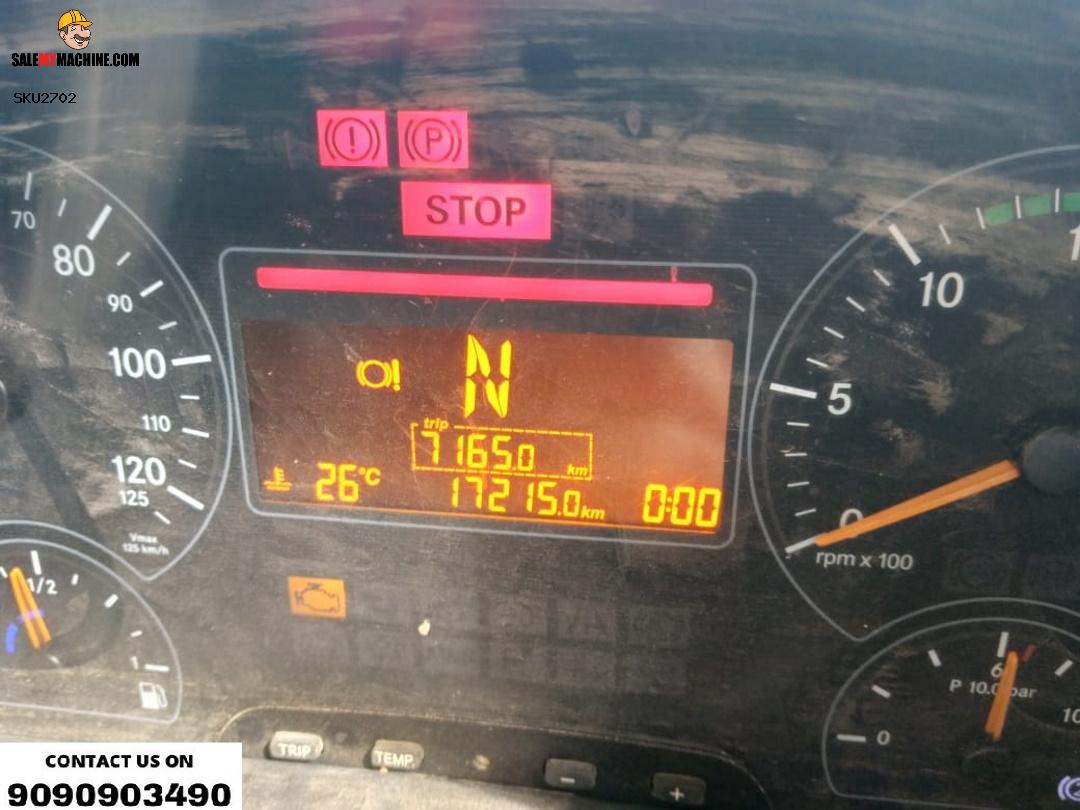 SALEMYMACHINE.COM
SKU2702
(!) (P)
STOP
70
80
90
100
110
120
125
Vmax
125 km/h
N
trip
7165.0 km
26°C
17215.0 km
0:00
10
5
0
rpm x 100
1/2
1
6
P 10.0 bar
10
0
TRIP
TEMP.
-
+
CONTACT US ON
9090903490